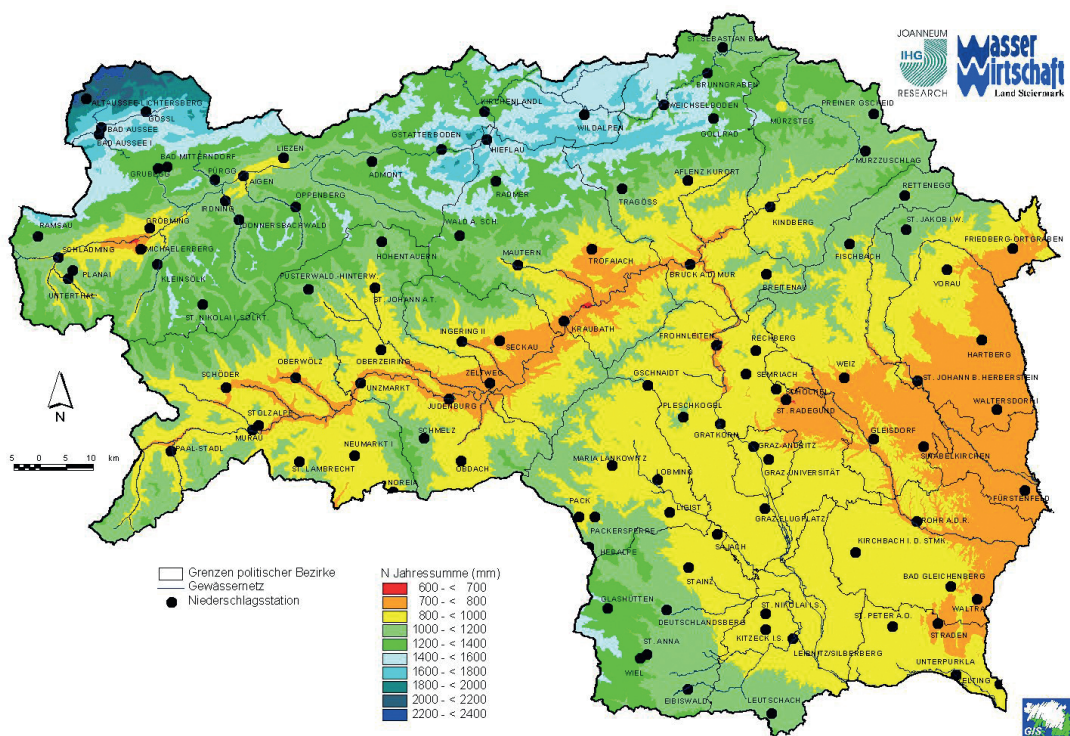 JOANNEUM
IHG
RESEARCH
Wasser
Wirtschaft
Land Steiermark
ST. SEBASTIAN B.M.
BRUNNGRABEN
ALTAUSSEE-LICHTERSBERG
KIRCHENLANDL
WEICHSELBODEN
PREINER GSCHEID
GÖSSL
WILDALPEN
GOLLRAD
MÜRZSTEG
BAD AUSSEE
BAD AUSSEE I
GSTATTERBODEN
HIEFLAU
MÜRZZUSCHLAG
BAD MITTERNDORF
LIEZEN
GRUBEGG
PÜRGG
AIGEN
ADMONT
RADMER
AFLENZ KURORT
TRAGÖSS
RETTENEGG
IRDNING
OPPENBERG
KINDBERG
ST. JAKOB I.W.
GRÖBMING
DONNERSBACHWALD
WALD A. SCH.
RAMSAU
MICHAELERBERG
HOHENTAUERN
MAUTERN
TROFAIACH
FISCHBACH
FRIEDBERG-ORTGRABEN
SCHLADMING
PLANAI
KLEINSÖLK
BRUCK A.D. MUR
BREITENAU
VORAU
UNTERTHAL
PUSTERWALD-HINTERW.
ST. JOHANN A.T.
ST. NIKOLAI I. SÖLKT.
KRAUBATH
INGERING II
SECKAU
FROHNLEITEN
RECHBERG
HARTBERG
OBERWÖLZ
OBERZEIRING
SCHÖDER
UNZMARKT
ZELTWEG
GSCHNAIDT
SEMRIACH
WEIZ
ST. JOHANN B. HERBERSTEIN
JUDENBURG
SCHÖCKEL
ST. RADEGUND
WALTERSDORF I
STOLZALPE
MURAU
PLESCHKOGEL
GRATKORN
GLEISDORF
SCHMELZ
NEUMARKT I
PAAL-STADL
ST. LAMBRECHT
OBDACH
GRAZ-ANDRITZ
GRAZ-UNIVERSITÄT
SINABELKIRCHEN
MARIA LANKOWITZ
LOBMING
NOREIA
FÜRSTENFELD
PACK
LIGIST
GRAZ-FLUGPLATZ
ROHR A.D.R.
PACKERSPERRE
SAJACH
HEBALPE
KIRCHBACH I. D. STMK.
STAINZ
BAD GLEICHENBERG
GLASHÜTTEN
ST. NIKOLAI I.S.
WALTRA
DEUTSCHLANDSBERG
ST. PETER A.O.
STRADEN
KITZECK I.S.
ST. ANNA
LEIBNITZ/SILBERBERG
WIEL
UNTERPURKLA
ZELTING
EIBISWALD
LEUTSCHACH
N
5 0 5 10 km
Grenzen politischer Bezirke
Gewässernetz
Niederschlagsstation
N Jahressumme (mm)
600 - < 700
700 - < 800
800 - < 1000
1000 - < 1200
1200 - < 1400
1400 - < 1600
1600 - < 1800
1800 - < 2000
2000 - < 2200
2200 - < 2400
GIS